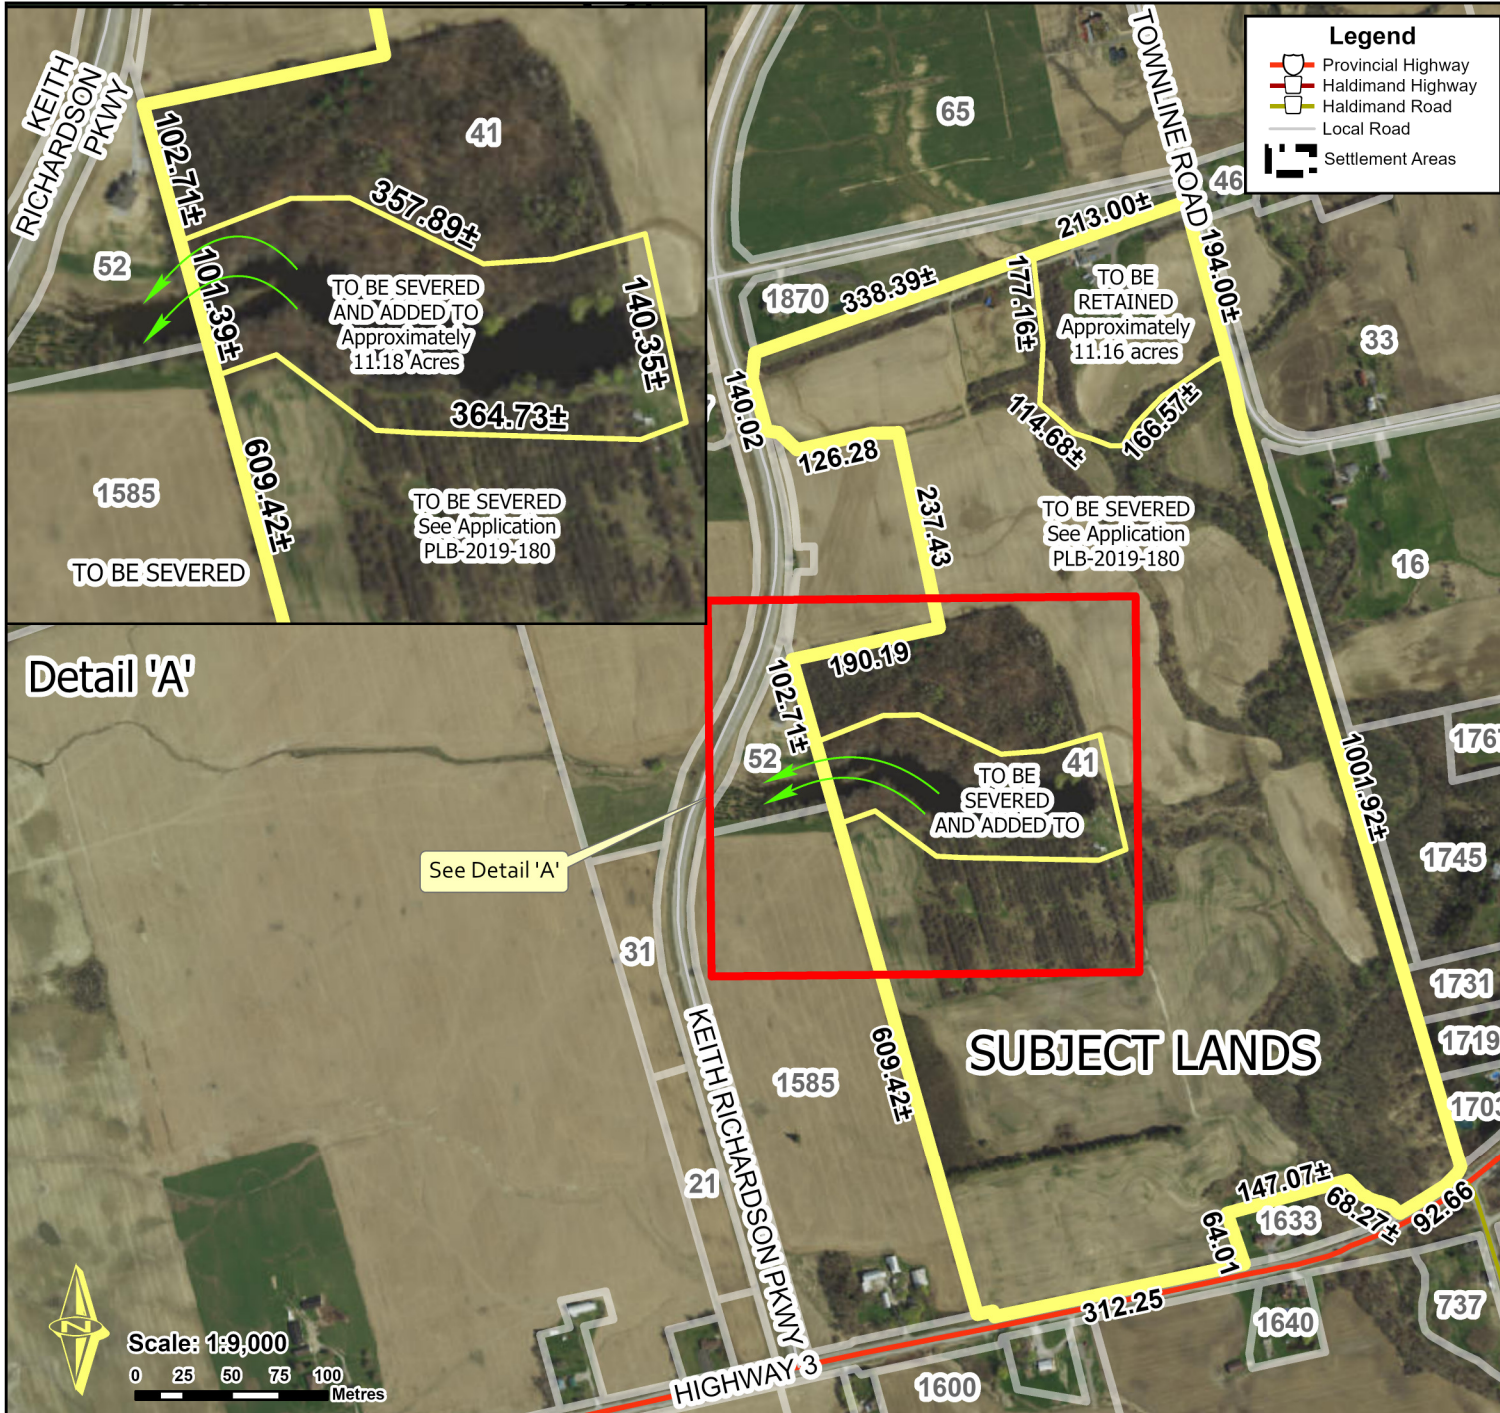 KEITH
RICHARDSON
PKWY
41
102.71±
357.89±
52
101.39±
TO BE SEVERED
AND ADDED TO
Approximately
11.18 Acres
140.35±
364.73±
609.42±
1585
TO BE SEVERED
TO BE SEVERED
See Application
PLB-2019-180
Detail 'A'
TOWNLINE ROAD
Legend
Provincial Highway
Haldimand Highway
Haldimand Road
Local Road
Settlement Areas
65
46
213.00±
194.00±
1870
338.39±
177.16±
TO BE
RETAINED
Approximately
11.16 acres
33
140.02
114.68±
166.57±
126.28
237.43
TO BE SEVERED
See Application
PLB-2019-180
16
190.19
102.71±
52
41
TO BE
SEVERED
AND ADDED TO
1001.92±
1745
See Detail 'A'
31
1731
1719
SUBJECT LANDS
KEITH RICHARDSON PKWY
1585
609.42±
21
147.07±
68.27±
92.66
64.01
1633
312.25
1640
737
HIGHWAY 3
1600
N
Scale: 1:9,000
0 25 50 75 100
Metres